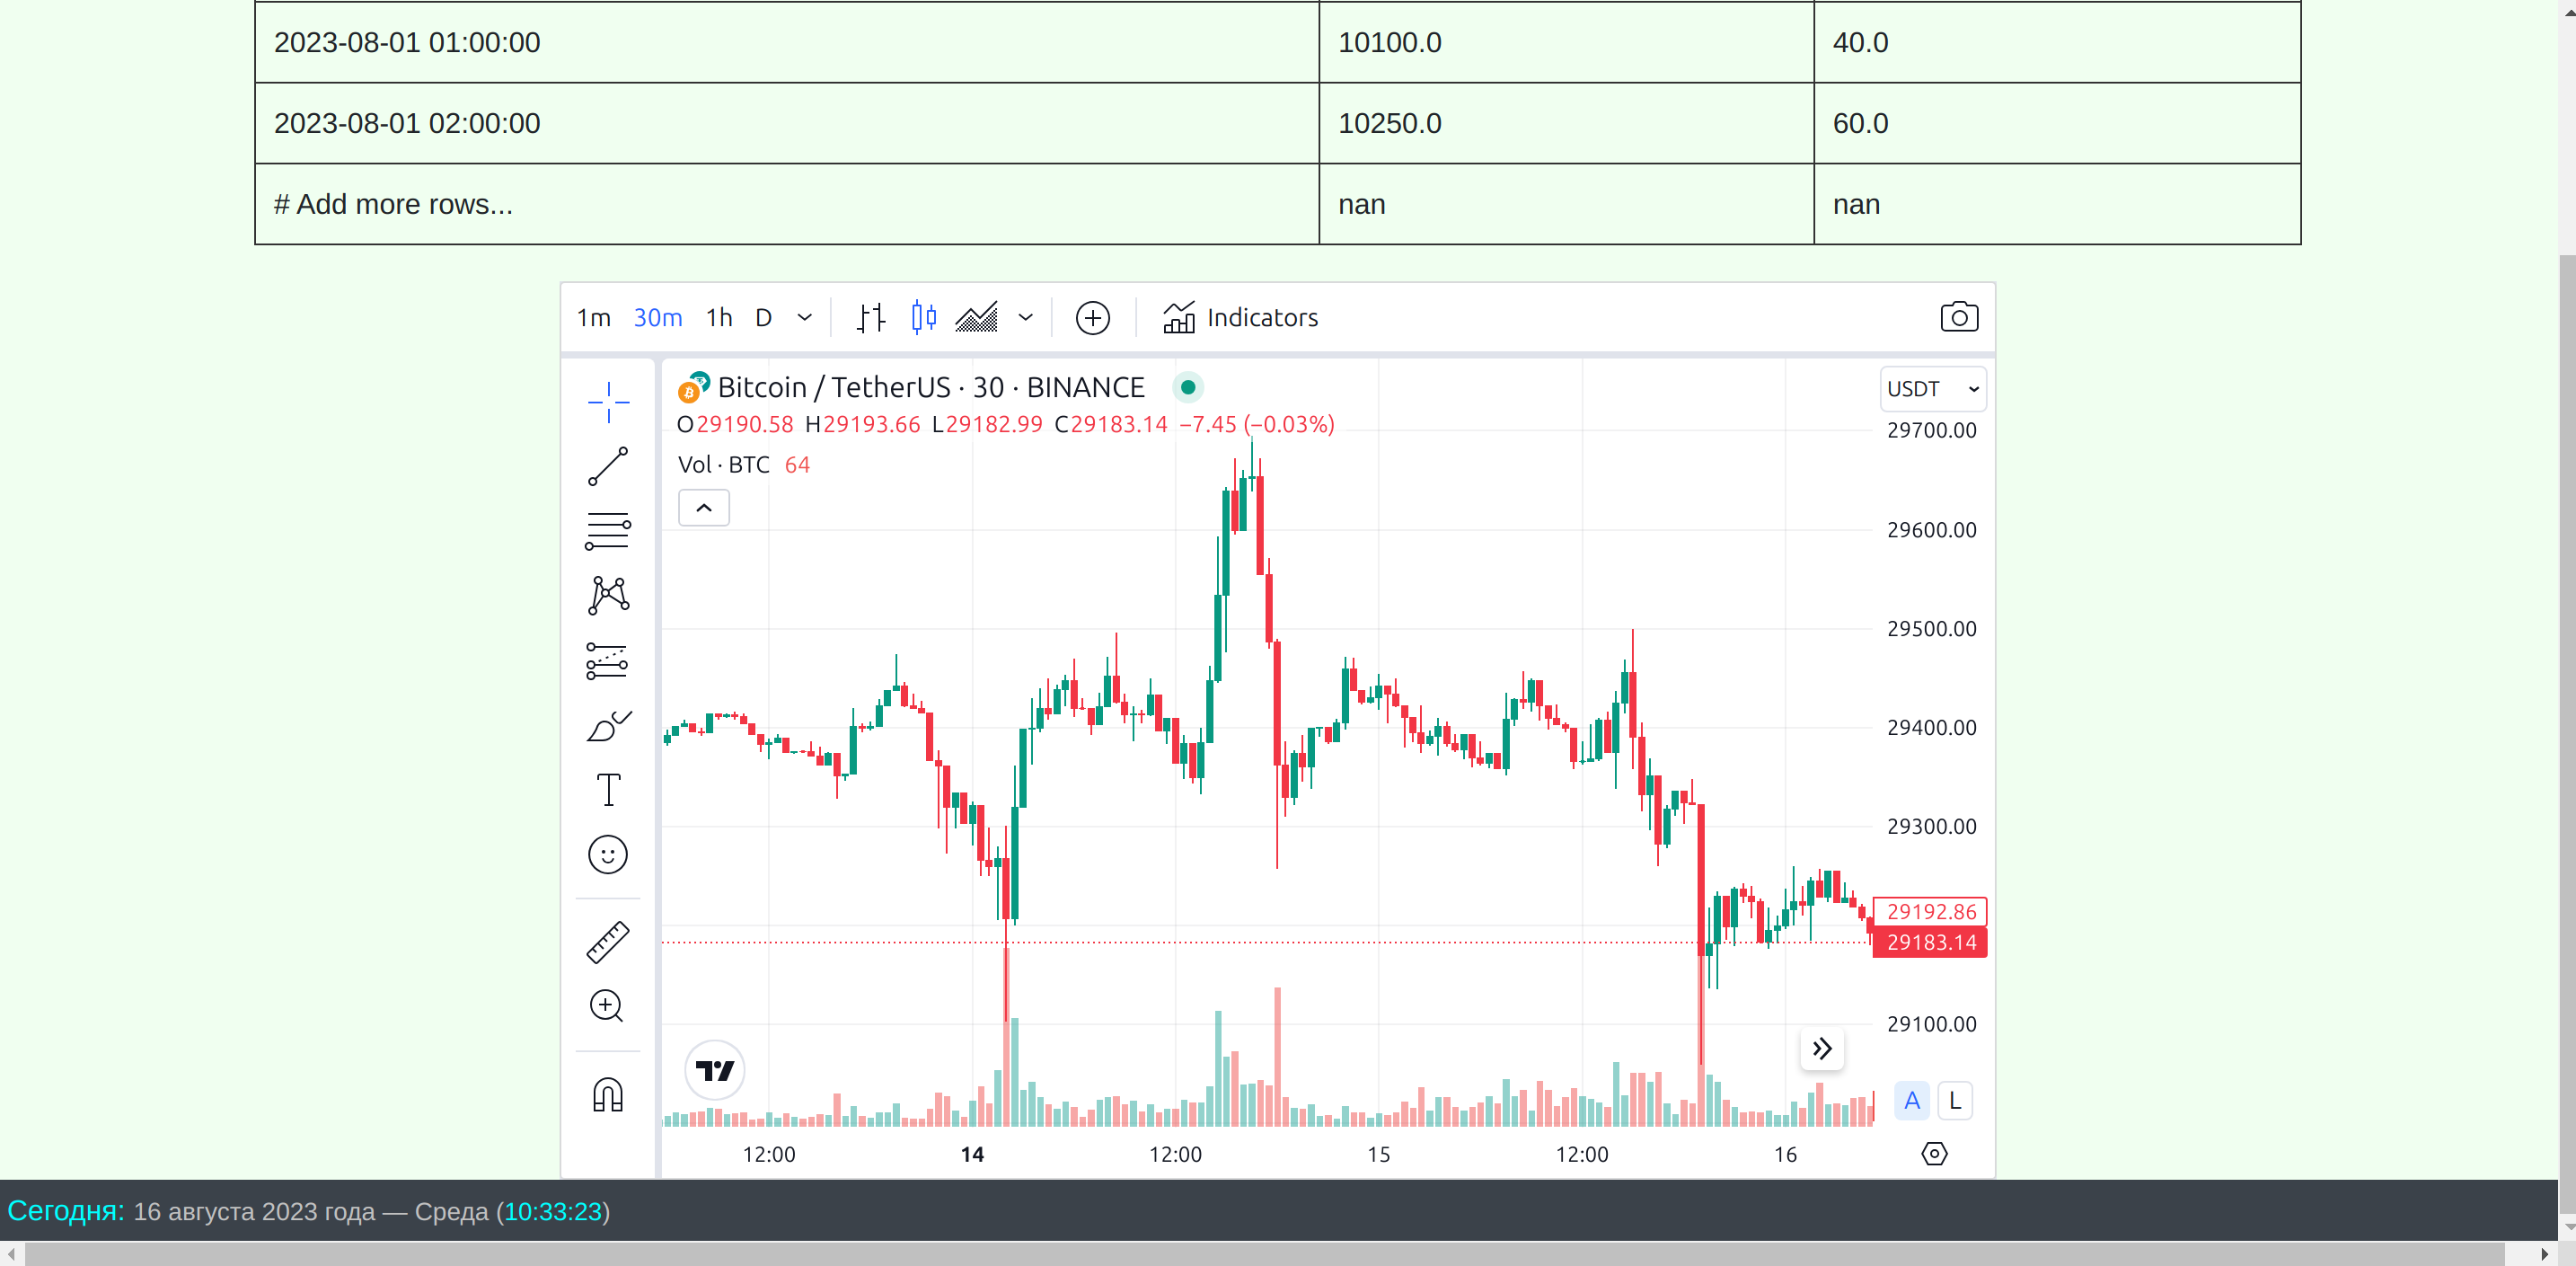 2023-08-01 01:00:00 10100.0 40.0
2023-08-01 02:00:00 10250.0 60.0
# Add more rows... nan nan
1m 30m 1h D Indicators
Bitcoin / TetherUS · 30 · BINANCE USDT
O29190.58 H29193.66 L29182.99 C29183.14 −7.45 (−0.03%)
Vol · BTC 64
29700.00
29600.00
29500.00
29400.00
29300.00
29192.86
29183.14
29100.00
A L
12:00 14 12:00 15 12:00 16
Сегодня: 16 августа 2023 года — Среда (10:33:23)